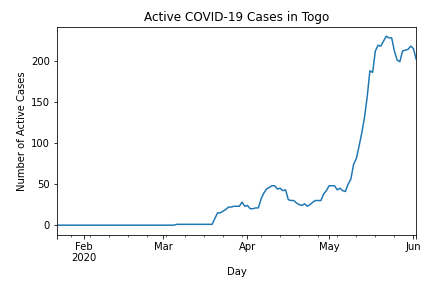 Active COVID-19 Cases in Togo
Number of Active Cases
200
150
100
50
0
Feb
2020
Mar
Apr
May
Jun
Day